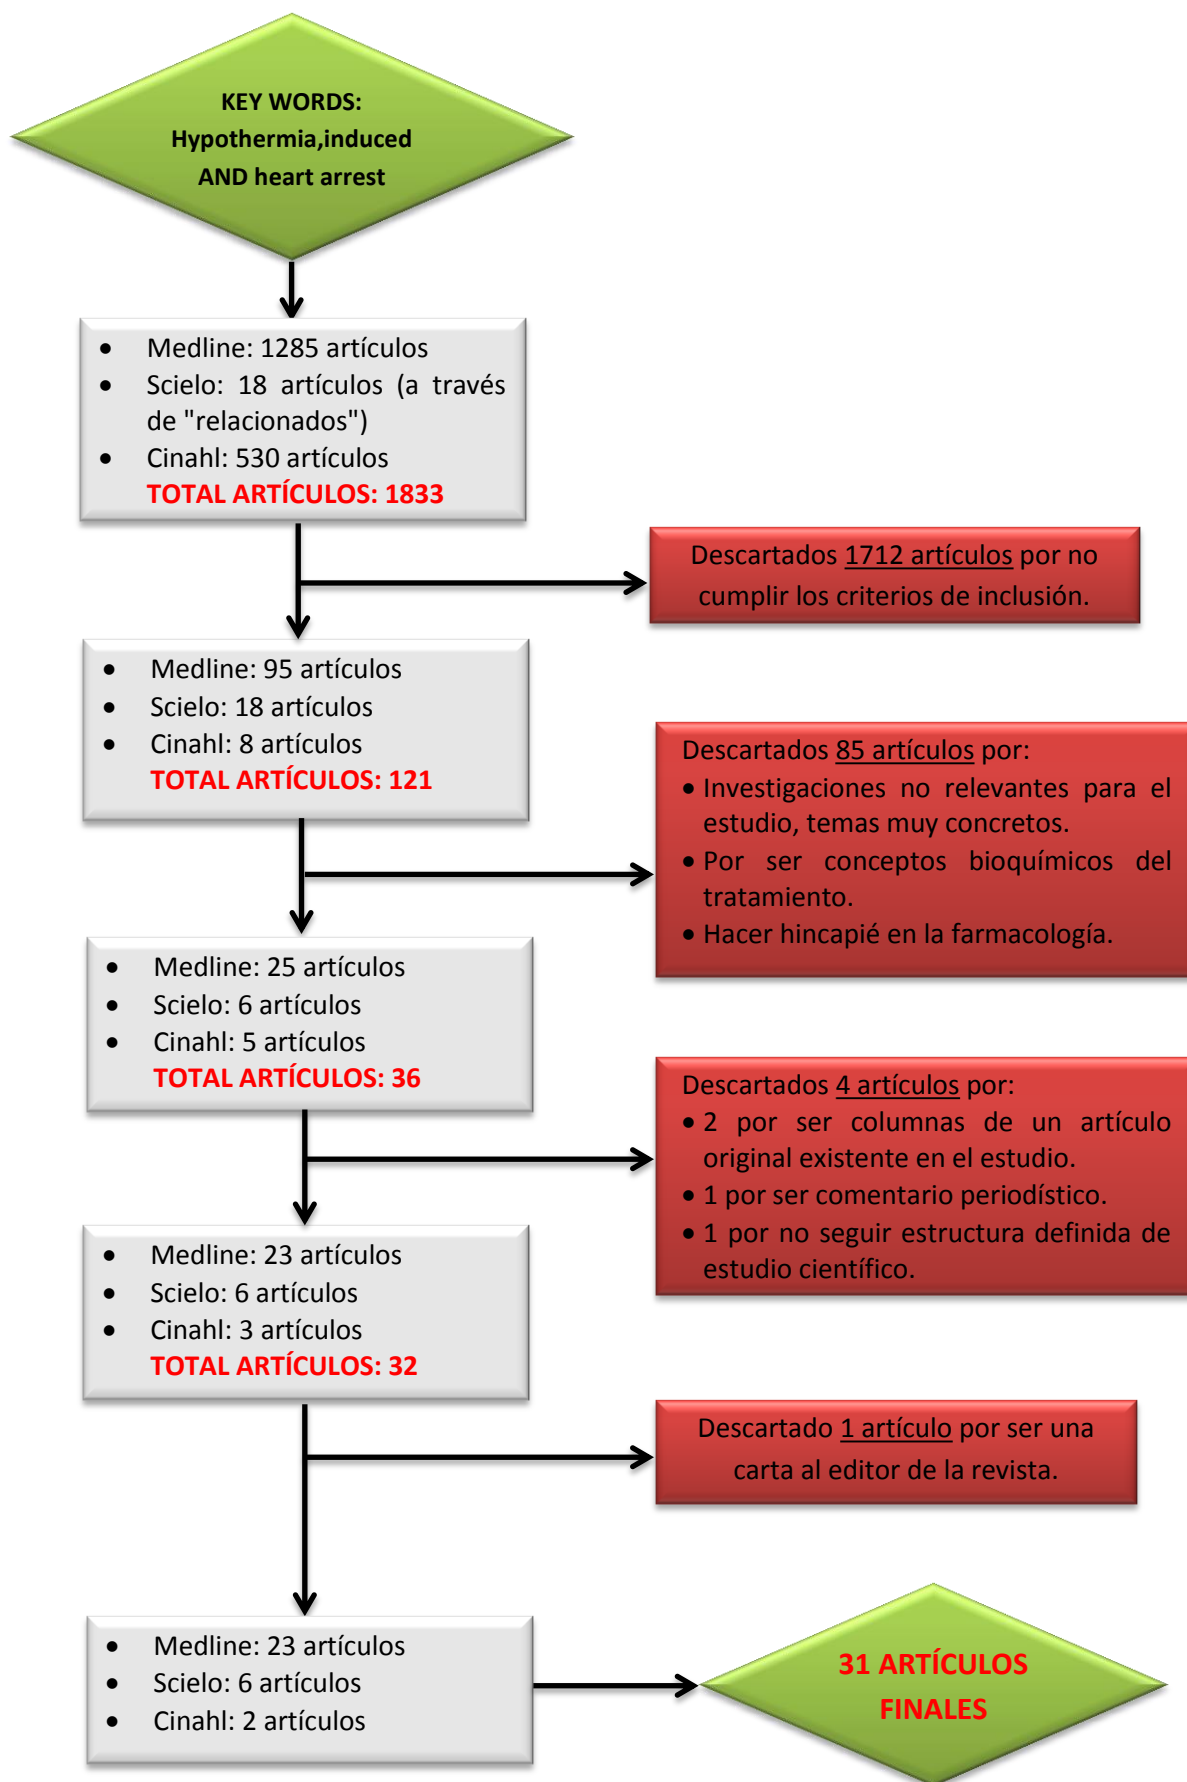 KEY WORDS:
Hypothermia,induced
AND heart arrest
• Medline: 1285 artículos
• Scielo: 18 artículos (a través
de "relacionados")
• Cinahl: 530 artículos
TOTAL ARTÍCULOS: 1833
Descartados 1712 artículos por no
cumplir los criterios de inclusión.
• Medline: 95 artículos
• Scielo: 18 artículos
• Cinahl: 8 artículos
TOTAL ARTÍCULOS: 121
Descartados 85 artículos por:
• Investigaciones no relevantes para el
estudio, temas muy concretos.
• Por ser conceptos bioquímicos del
tratamiento.
• Hacer hincapié en la farmacología.
• Medline: 25 artículos
• Scielo: 6 artículos
• Cinahl: 5 artículos
TOTAL ARTÍCULOS: 36
Descartados 4 artículos por:
• 2 por ser columnas de un artículo
original existente en el estudio.
• 1 por ser comentario periodístico.
• 1 por no seguir estructura definida de
estudio científico.
• Medline: 23 artículos
• Scielo: 6 artículos
• Cinahl: 3 artículos
TOTAL ARTÍCULOS: 32
Descartado 1 artículo por ser una
carta al editor de la revista.
• Medline: 23 artículos
• Scielo: 6 artículos
• Cinahl: 2 artículos
31 ARTÍCULOS
FINALES